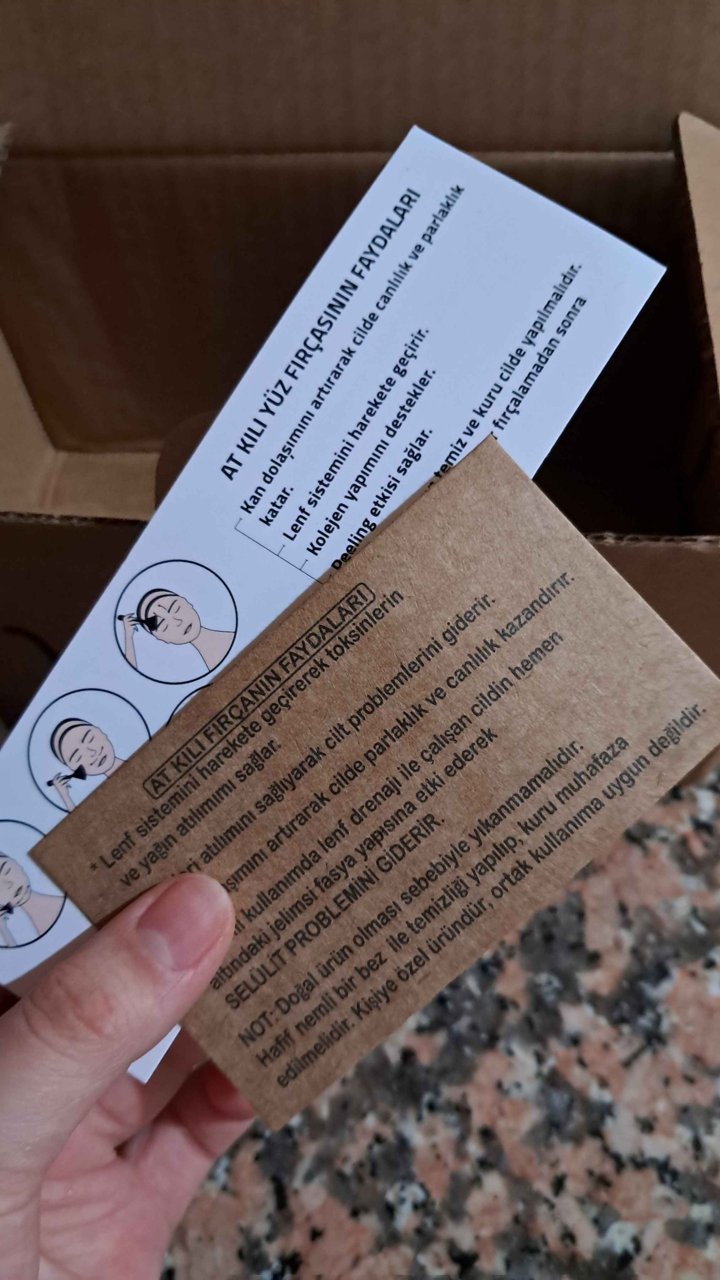 AT KILI YÜZ FIRÇASININ FAYDALARI
Kan dolaşımını artırarak cilde canlılık ve parlaklık
katar.
Lenf sistemini harekete geçirir.
Kolejen yapımını destekler.
Peeling etkisi sağlar.
temiz ve kuru cilde yapılmalıdır.
fırçalamadan sonra
AT KILI FIRÇANIN FAYDALARI
* Lenf sistemini harekete geçirerek toksinlerin
ve yağın atılımımı sağlar.
atılımını sağlıyarak cilt problemlerini giderir.
artırarak cilde parlaklık ve canlılık kazandırır.
kullanımda lenf drenajı ile çalışan cildin hemen
altındaki jelimsi fasya yapısına etki ederek
SELÜLİT PROBLEMİNİ GİDERİR.
NOT: Doğal ürün olması sebebiyle yıkanmamalıdır.
Hafif nemli bir bez ile temizliği yapılıp, kuru muhafaza
edilmelidir. Kişiye özel üründür, ortak kullanıma uygun değildir.